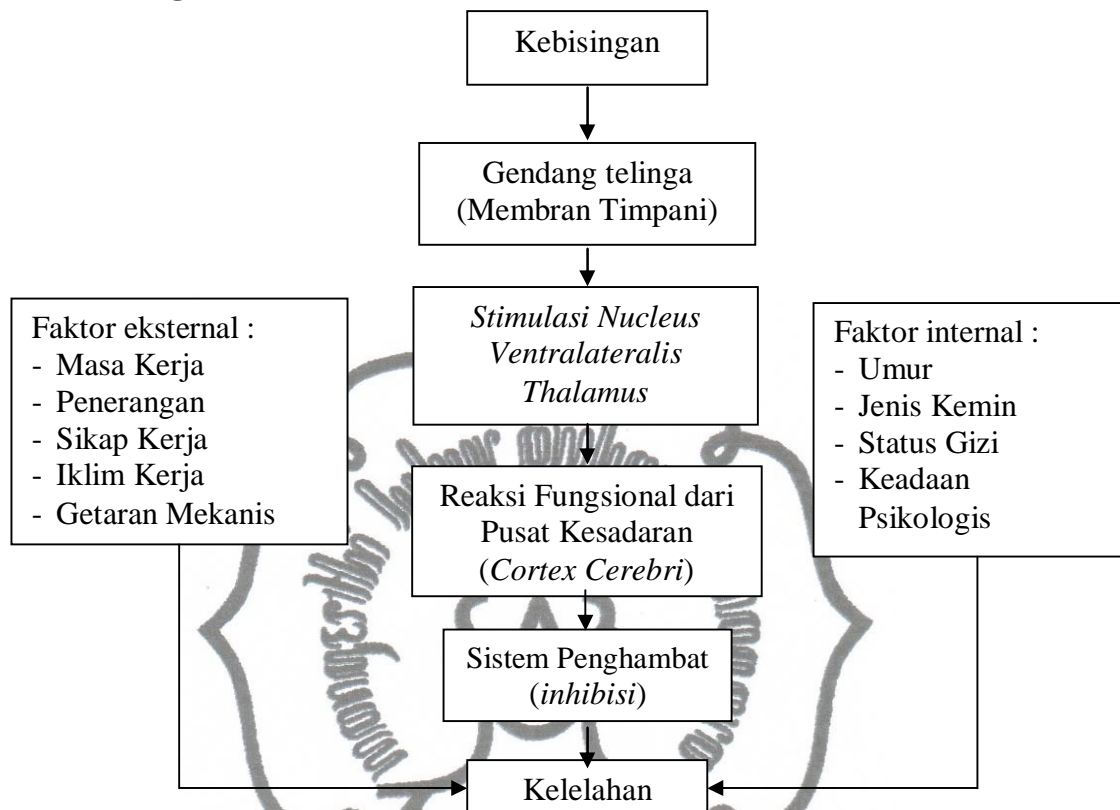 Kebisingan
Gendang telinga
(Membran Timpani)
Stimulasi Nucleus
Ventralateralis
Thalamus
Faktor eksternal :
- Masa Kerja
- Penerangan
- Sikap Kerja
- Iklim Kerja
- Getaran Mekanis
Faktor internal :
- Umur
- Jenis Kemin
- Status Gizi
- Keadaan
Psikologis
Reaksi Fungsional dari
Pusat Kesadaran
(Cortex Cerebri)
Sistem Penghambat
(inhibisi)
Kelelahan